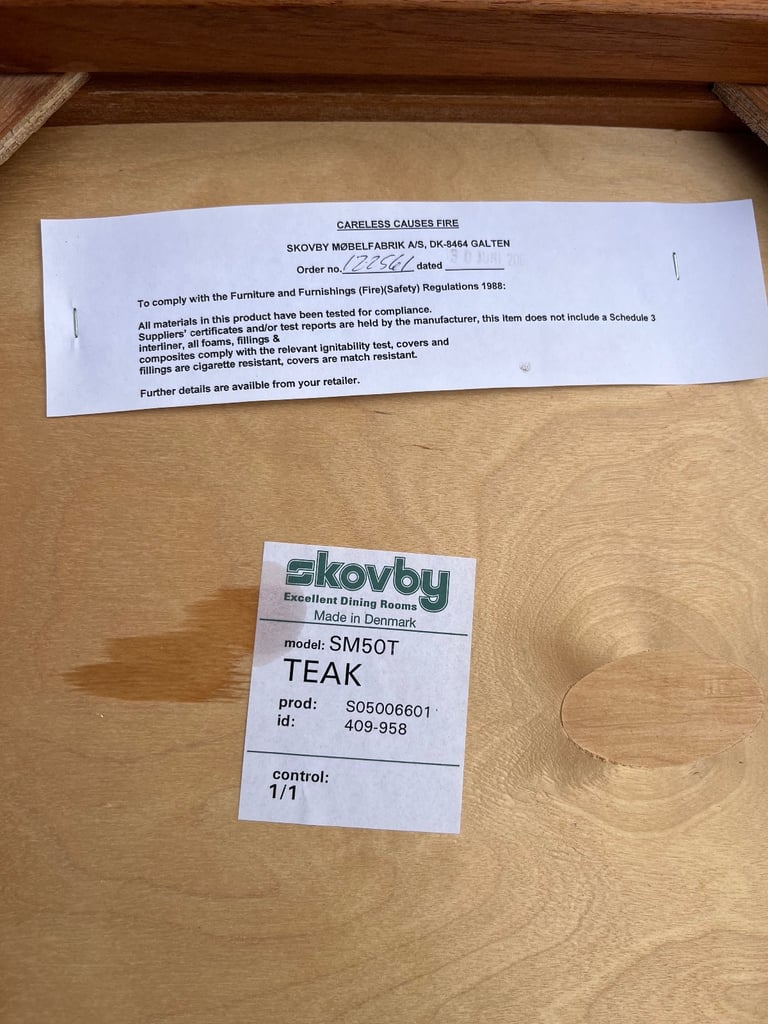 CARELESS CAUSES FIRE
SKOVBY MØBELFABRIK A/S, DK-8464 GALTEN
Order no. 122561 dated 30 JUNI
To comply with the Furniture and Furnishings (Fire)(Safety) Regulations 1988:
All materials in this product have been tested for compliance.
Suppliers' certificates and/or test reports are held by the manufacturer, this item does not include a Schedule 3
interliner, all foams, fillings &
composites comply with the relevant ignitability test, covers and
fillings are cigarette resistant, covers are match resistant.
Further details are availble from your retailer.
skovby
Excellent Dining Rooms
Made in Denmark
model: SM50T
TEAK
prod: S05006601
id: 409-958
control:
1/1